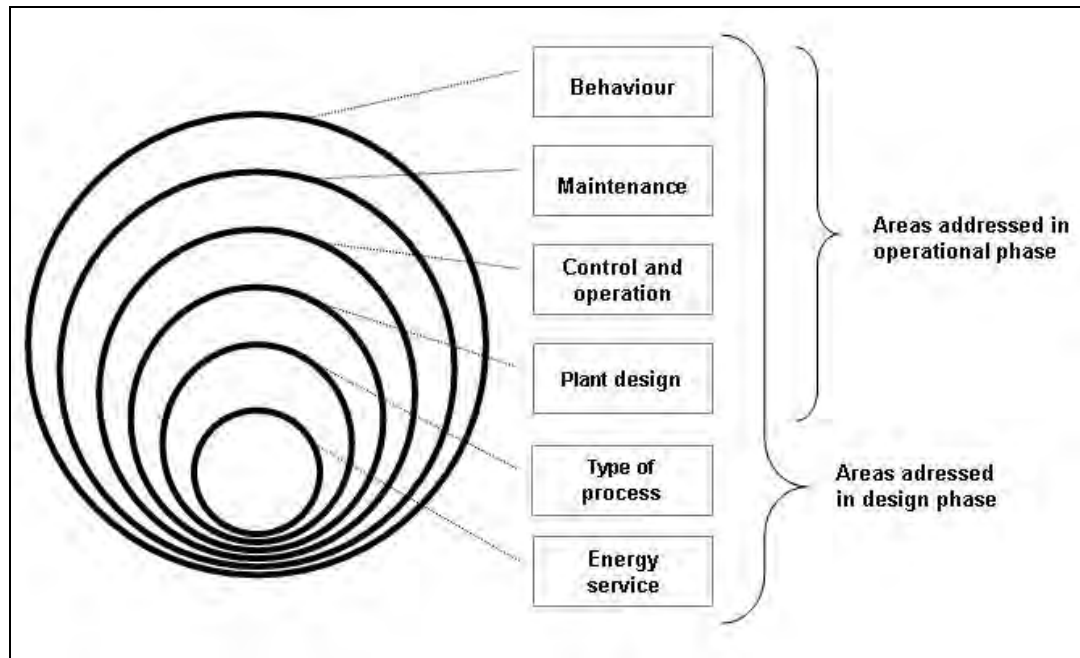 Behaviour
Maintenance
Control and
operation
Plant design
Type of
process
Energy
service
Areas addressed in
operational phase
Areas adressed
in design phase